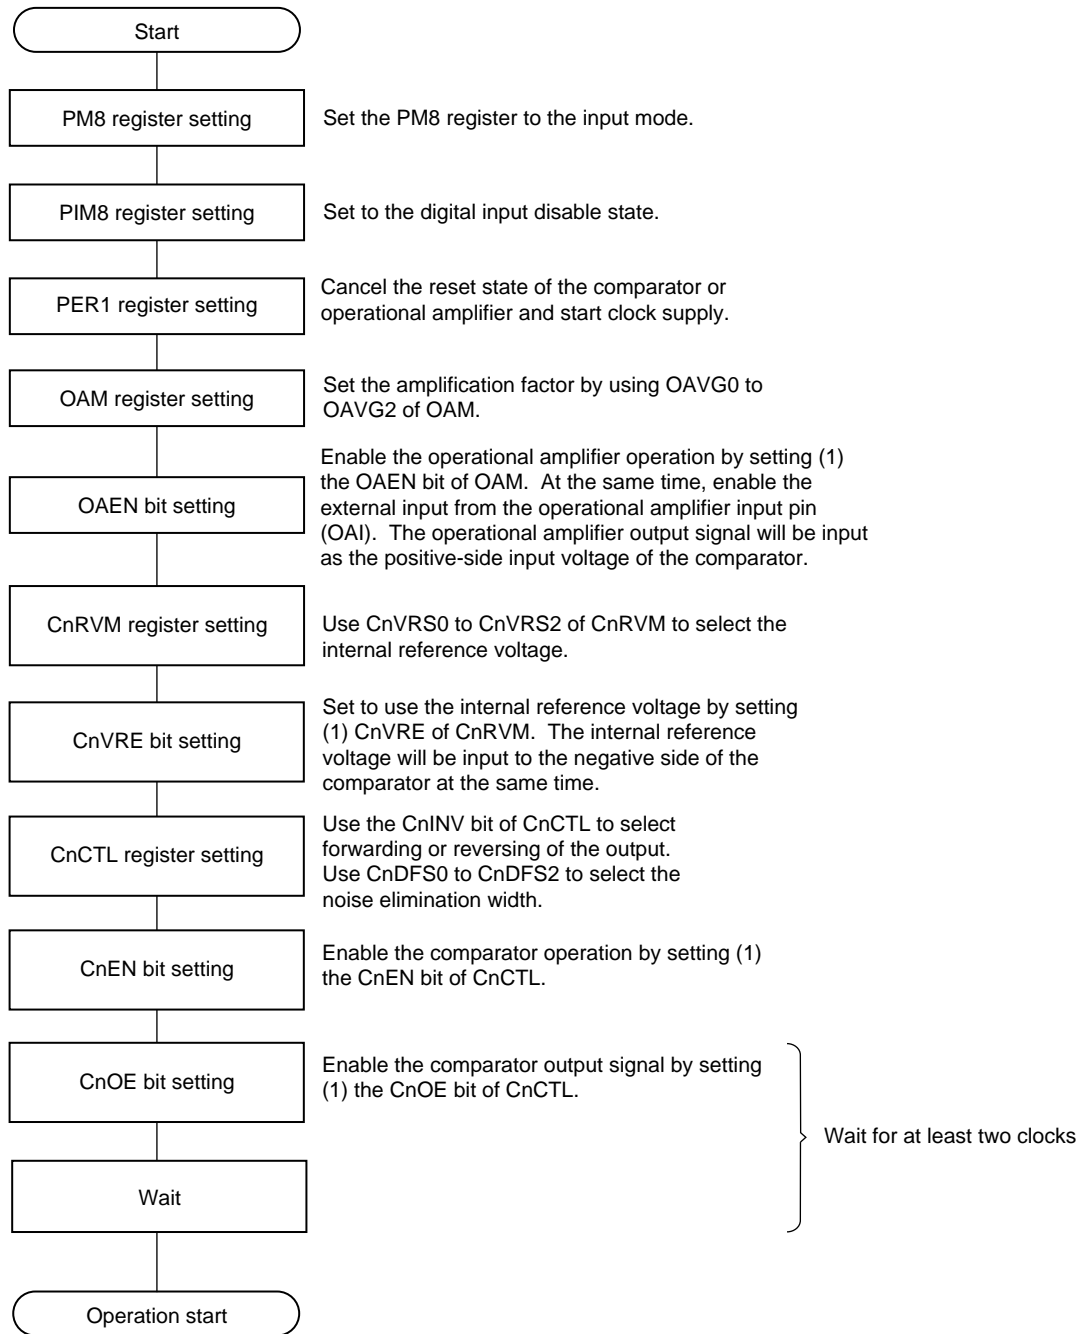 Start
PM8 register setting
Set the PM8 register to the input mode.
PIM8 register setting
Set to the digital input disable state.
PER1 register setting
Cancel the reset state of the comparator or
operational amplifier and start clock supply.
OAM register setting
Set the amplification factor by using OAVG0 to
OAVG2 of OAM.
OAEN bit setting
Enable the operational amplifier operation by setting (1)
the OAEN bit of OAM. At the same time, enable the
external input from the operational amplifier input pin
(OAI). The operational amplifier output signal will be input
as the positive-side input voltage of the comparator.
CnRVM register setting
Use CnVRS0 to CnVRS2 of CnRVM to select the
internal reference voltage.
CnVRE bit setting
Set to use the internal reference voltage by setting
(1) CnVRE of CnRVM. The internal reference
voltage will be input to the negative side of the
comparator at the same time.
CnCTL register setting
Use the CnINV bit of CnCTL to select
forwarding or reversing of the output.
Use CnDFS0 to CnDFS2 to select the
noise elimination width.
CnEN bit setting
Enable the comparator operation by setting (1)
the CnEN bit of CnCTL.
CnOE bit setting
Enable the comparator output signal by setting
(1) the CnOE bit of CnCTL.
Wait for at least two clocks
Wait
Operation start